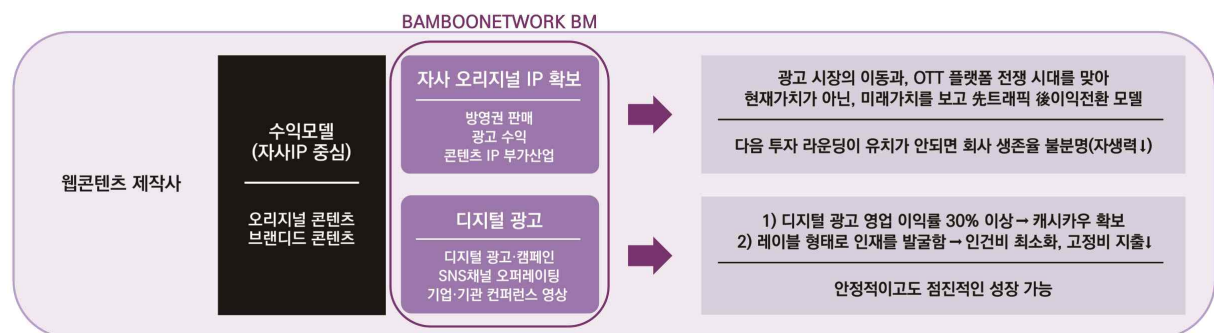 BAMBOONETWORK BM
웹콘텐츠 제작사
수익모델
(자사IP 중심)
오리지널 콘텐츠
브랜디드 콘텐츠
자사 오리지널 IP 확보
방영권 판매
광고 수익
콘텐츠 IP 부가산업
광고 시장의 이동과, OTT 플랫폼 전쟁 시대를 맞아
현재가치가 아닌, 미래가치를 보고 先트래픽 後이익전환 모델
다음 투자 라운딩이 유치가 안되면 회사 생존율 불분명(자생력↓)
디지털 광고
디지털 광고·캠페인
SNS채널 오퍼레이팅
기업·기관 컨퍼런스 영상
1) 디지털 광고 영업 이익률 30% 이상→ 캐시카우 확보
2) 레이블 형태로 인재를 발굴함→ 인건비 최소화, 고정비 지출↓
안정적이고도 점진적인 성장 가능